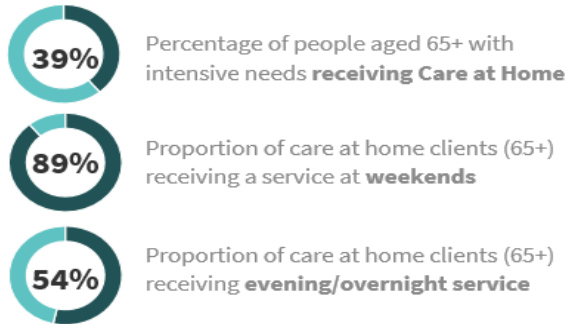 39%
Percentage of people aged 65+ with
intensive needs receiving Care at Home
89%
Proportion of care at home clients (65+)
receiving a service at weekends
54%
Proportion of care at home clients (65+)
receiving evening/overnight service